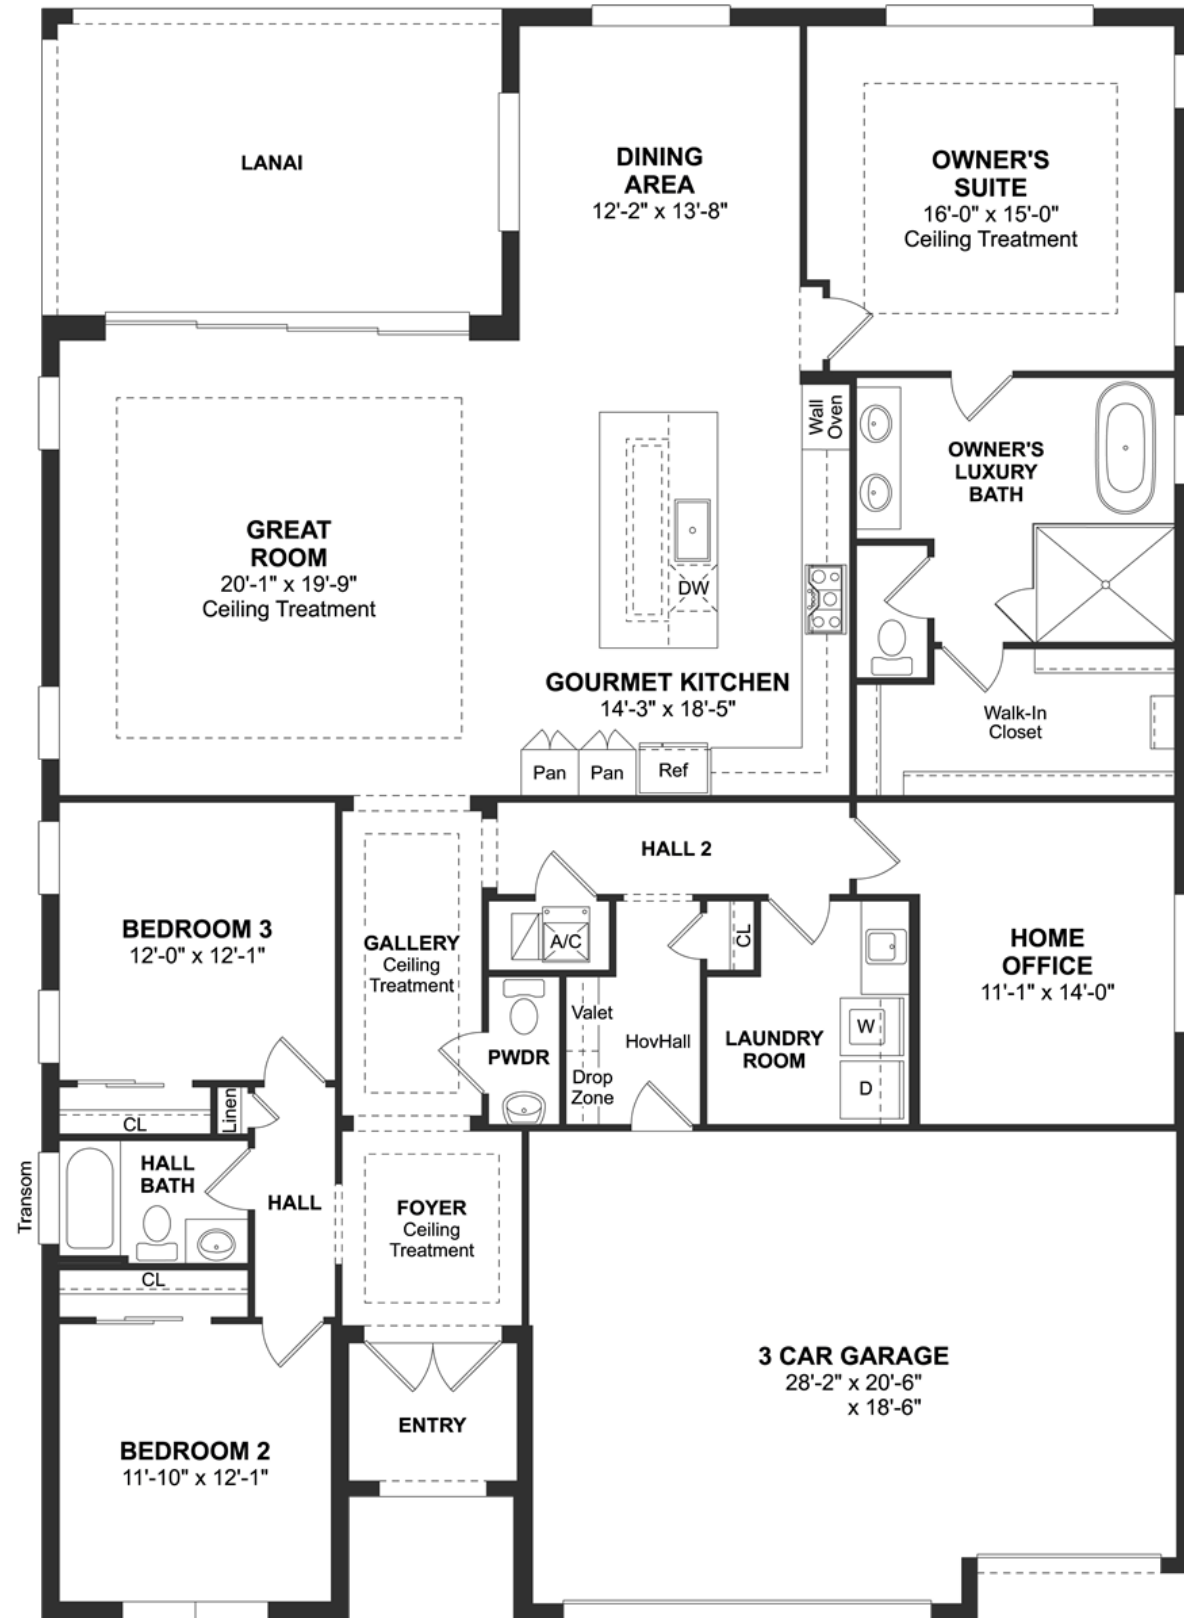 LANAI
DINING
AREA
12'-2" x 13'-8"
OWNER'S
SUITE
16'-0" x 15'-0"
Ceiling Treatment
Wall
Oven
OWNER'S
LUXURY
BATH
GREAT
ROOM
20'-1" x 19'-9"
Ceiling Treatment
DW
GOURMET KITCHEN
14'-3" x 18'-5"
Walk-In
Closet
Pan
Pan
Ref
HALL 2
BEDROOM 3
12'-0" x 12'-1"
GALLERY
Ceiling
Treatment
A/C
CL
HOME
OFFICE
11'-1" x 14'-0"
Valet
HovHall
Drop
Zone
PWDR
LAUNDRY
ROOM
W
D
CL
Linen
Transom
HALL
BATH
HALL
FOYER
Ceiling
Treatment
CL
3 CAR GARAGE
28'-2" x 20'-6"
x 18'-6"
ENTRY
BEDROOM 2
11'-10" x 12'-1"